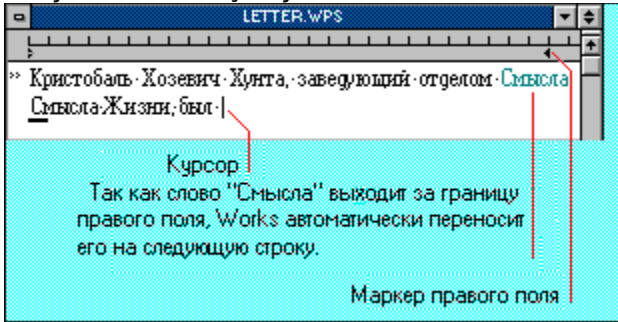 LETTER.WPS
» Кристобаль·Хозевич·Хунта,·заведующий·отделом·Смысла
Смысла·Жизни,·был·
Курсор
Так как слово "Смысла" выходит за границу
правого поля, Works автоматически переносит
его на следующую строку.
Маркер правого поля